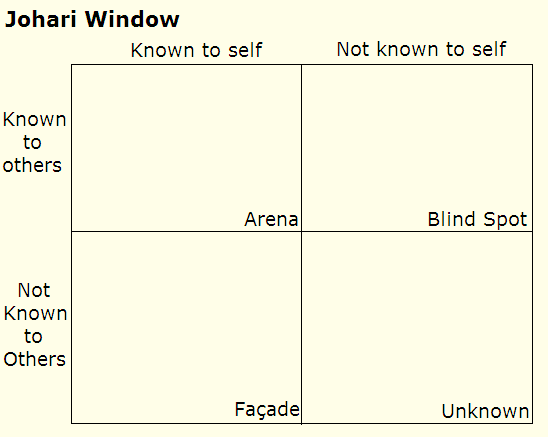 Johari Window
Known to self
Not known to self
Known
to
others
Arena
Blind Spot
Not
Known
to
Others
Façade
Unknown